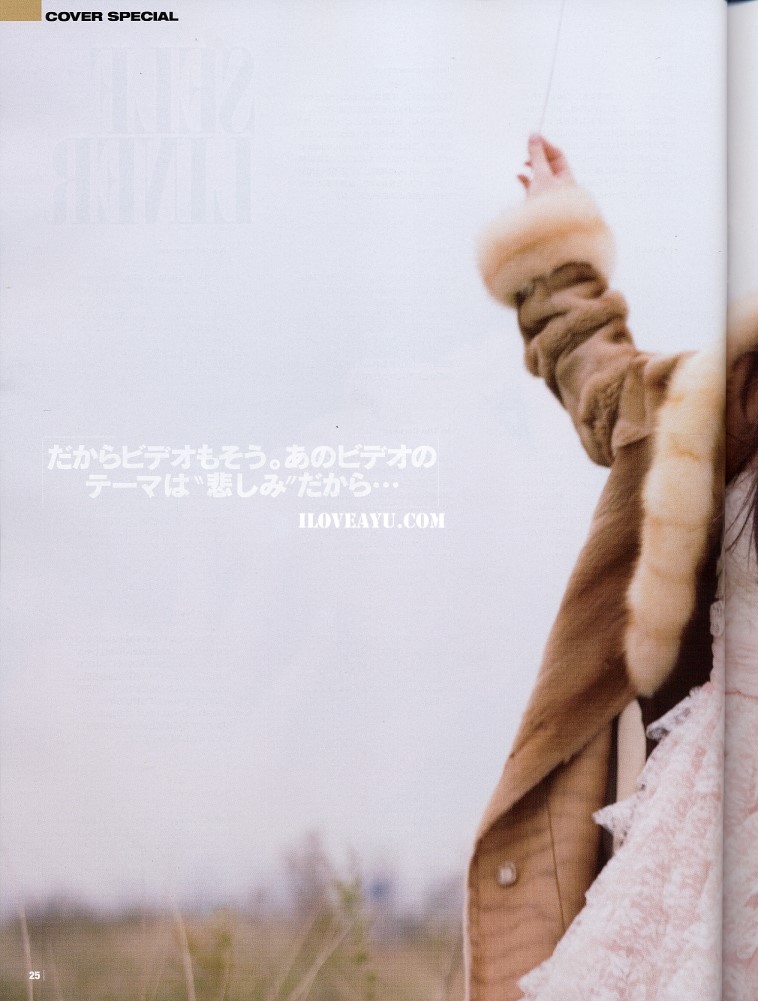 COVER SPECIAL
SELF
LINER
だからビデオもそう。あのビデオの
テーマは〝悲しみ〟だから…
ILOVEAYU.COM
25